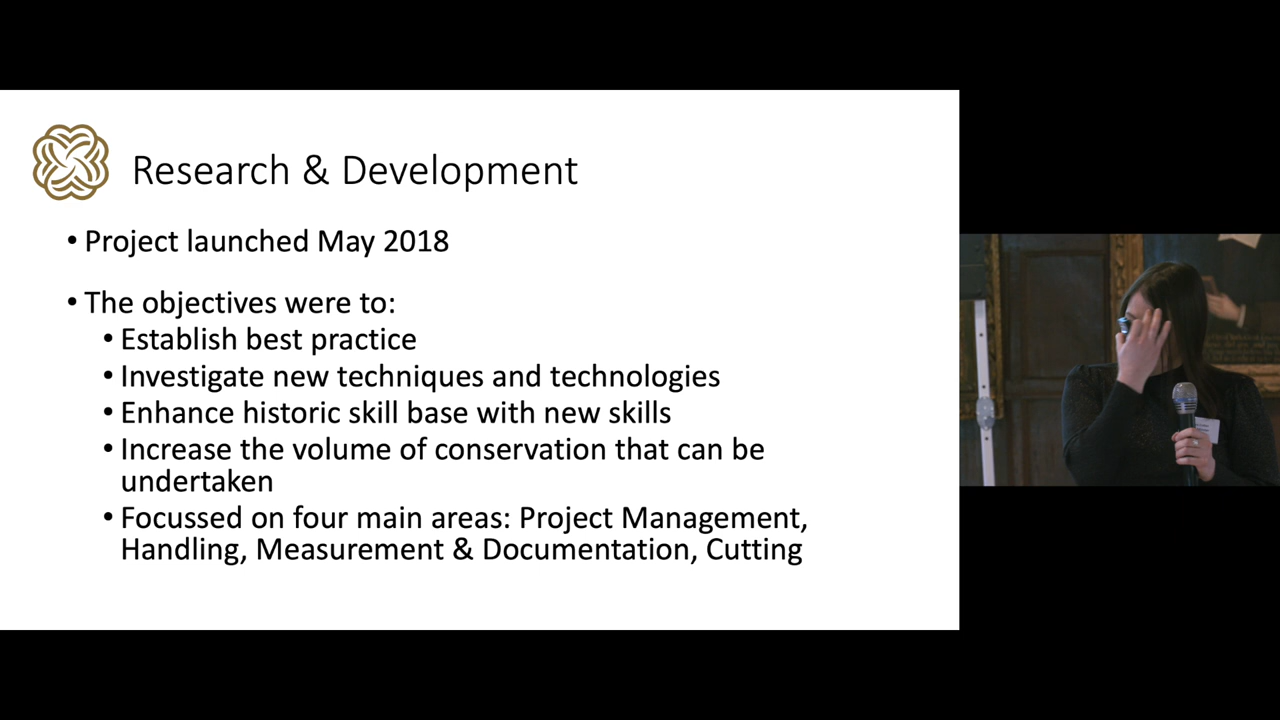 Research & Development
• Project launched May 2018
• The objectives were to:
• Establish best practice
• Investigate new techniques and technologies
• Enhance historic skill base with new skills
• Increase the volume of conservation that can be
undertaken
• Focussed on four main areas: Project Management,
Handling, Measurement & Documentation, Cutting